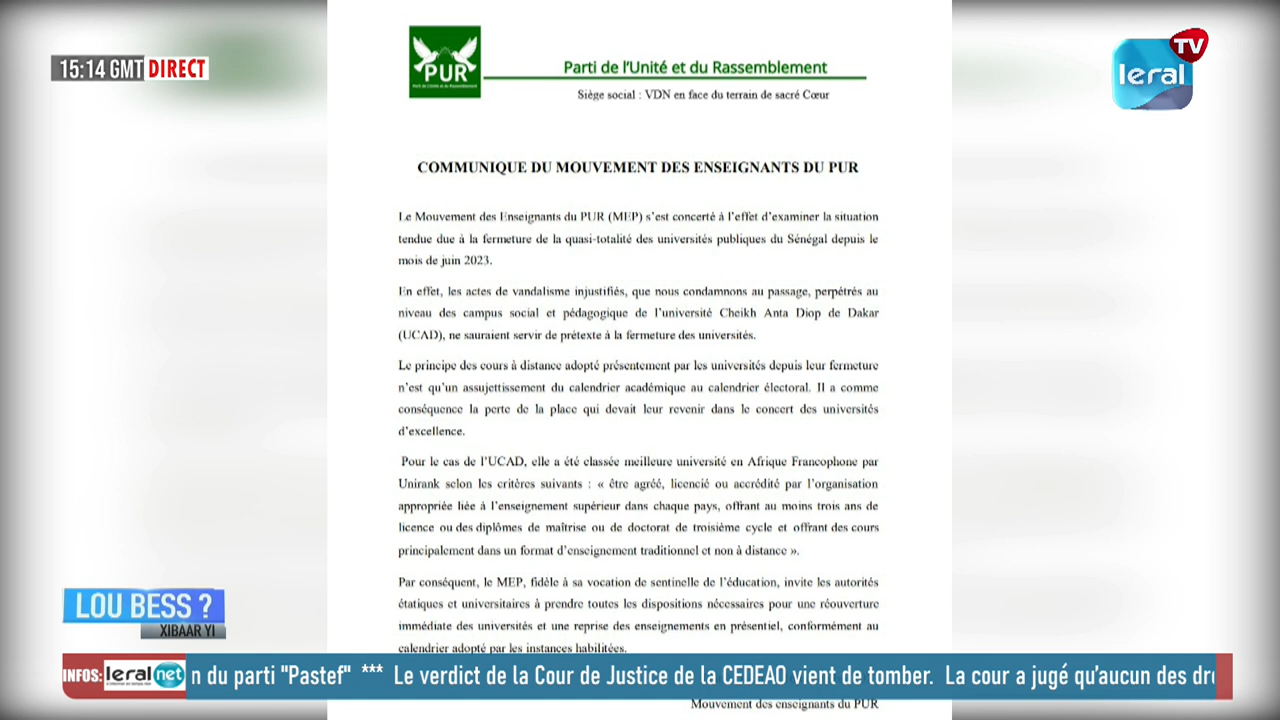 15:14 GMT DIRECT
TV
leral
PUR
Parti de l'Unité et du Rassemblement
Parti de l'Unité et du Rassemblement
Siège social : VDN en face du terrain de sacré Cœur
COMMUNIQUE DU MOUVEMENT DES ENSEIGNANTS DU PUR
Le Mouvement des Enseignants du PUR (MEP) s'est concerté à l'effet d'examiner la situation
tendue due à la fermeture de la quasi-totalité des universités publiques du Sénégal depuis le
mois de juin 2023.
En effet, les actes de vandalisme injustifiés, que nous condamnons au passage, perpétrés au
niveau des campus social et pédagogique de l'université Cheikh Anta Diop de Dakar
(UCAD), ne sauraient servir de prétexte à la fermeture des universités.
Le principe des cours à distance adopté présentement par les universités depuis leur fermeture
n'est qu'un assujettissement du calendrier académique au calendrier électoral. Il a comme
conséquence la perte de la place qui devait leur revenir dans le concert des universités
d'excellence.
Pour le cas de l'UCAD, elle a été classée meilleure université en Afrique Francophone par
Unirank selon les critères suivants : « être agréé, licencié ou accrédité par l'organisation
appropriée liée à l'enseignement supérieur dans chaque pays, offrant au moins trois ans de
licence ou des diplômes de maîtrise ou de doctorat de troisième cycle et offrant des cours
principalement dans un format d'enseignement traditionnel et non à distance ».
Par conséquent, le MEP, fidèle à sa vocation de sentinelle de l'éducation, invite les autorités
étatiques et universitaires à prendre toutes les dispositions nécessaires pour une réouverture
immédiate des universités et une reprise des enseignements en présentiel, conformément au
calendrier adopté par les instances habilitées.
LOU BESS ?
XIBAAR YI
INFOS: leral net n du parti "Pastef" *** Le verdict de la Cour de Justice de la CEDEAO vient de tomber. La cour a jugé qu'aucun des dr
Mouvement des enseignants du PUR